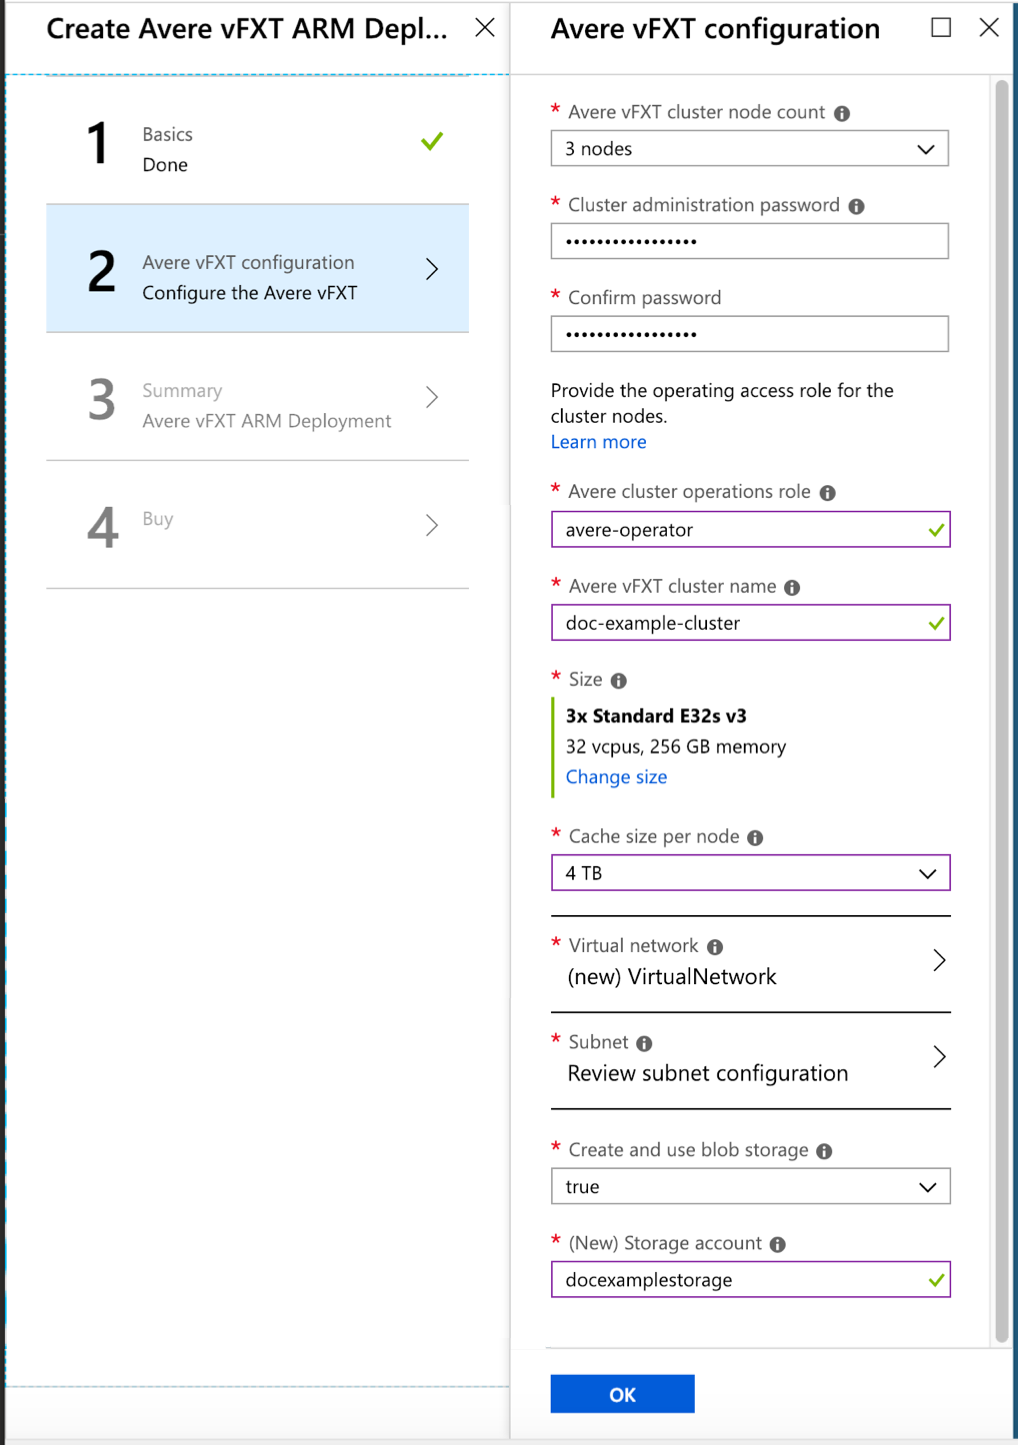 Create Avere vFXT ARM Depl...
1
Basics
Done
2
Avere vFXT configuration
Configure the Avere vFXT
3
Summary
Avere vFXT ARM Deployment
4
Buy
Avere vFXT configuration
* Avere vFXT cluster node count
3 nodes
* Cluster administration password
•••••••••••••••••
* Confirm password
•••••••••••••••••
Provide the operating access role for the
cluster nodes.
Learn more
* Avere cluster operations role
avere-operator
* Avere vFXT cluster name
doc-example-cluster
* Size
3x Standard E32s v3
32 vcpus, 256 GB memory
Change size
* Cache size per node
4 TB
* Virtual network
(new) VirtualNetwork
* Subnet
Review subnet configuration
* Create and use blob storage
true
* (New) Storage account
docexamplestorage
OK